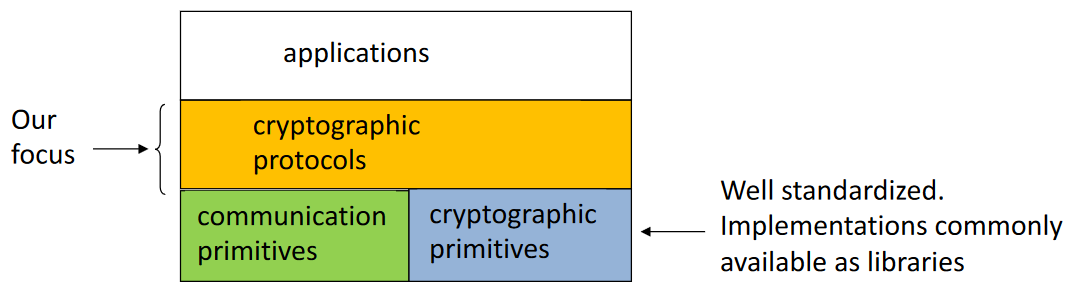 applications
Our
focus
cryptographic
protocols
communication
primitives
cryptographic
primitives
Well standardized.
Implementations commonly
available as libraries